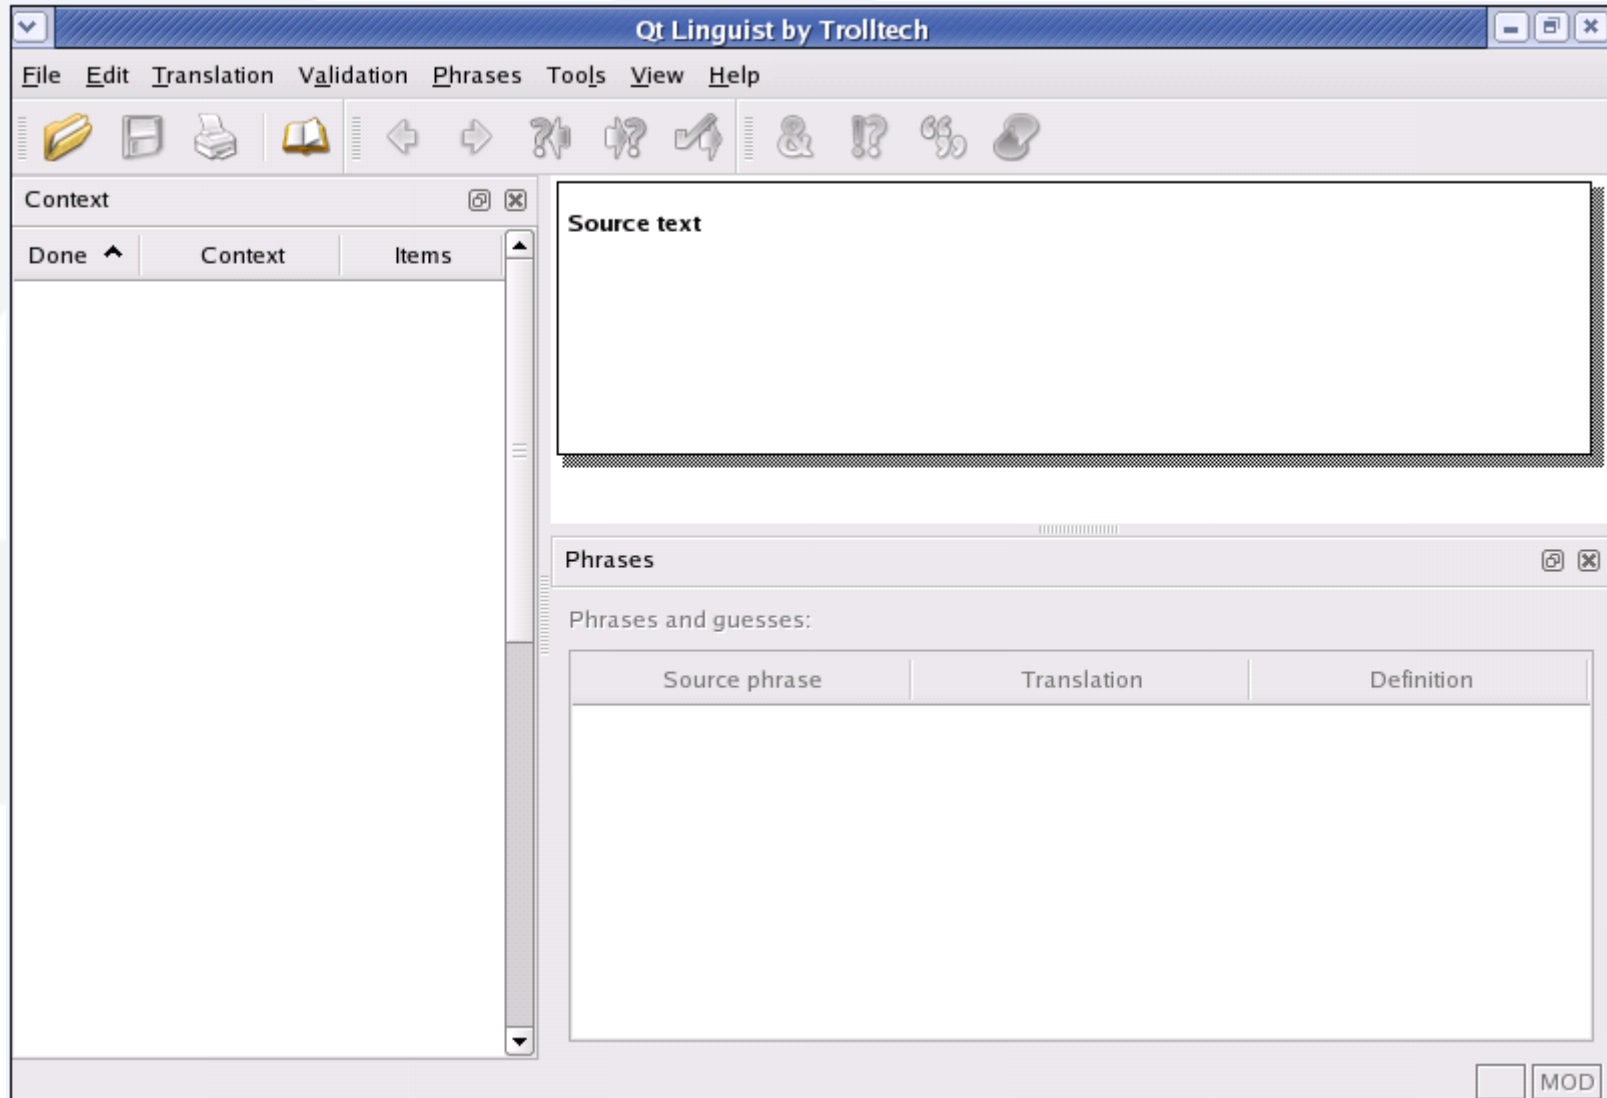 Qt Linguist by Trolltech
File Edit Translation Validation Phrases Tools View Help
Context
Done Context Items
Source text
Phrases
Phrases and guesses:
Source phrase Translation Definition
MOD